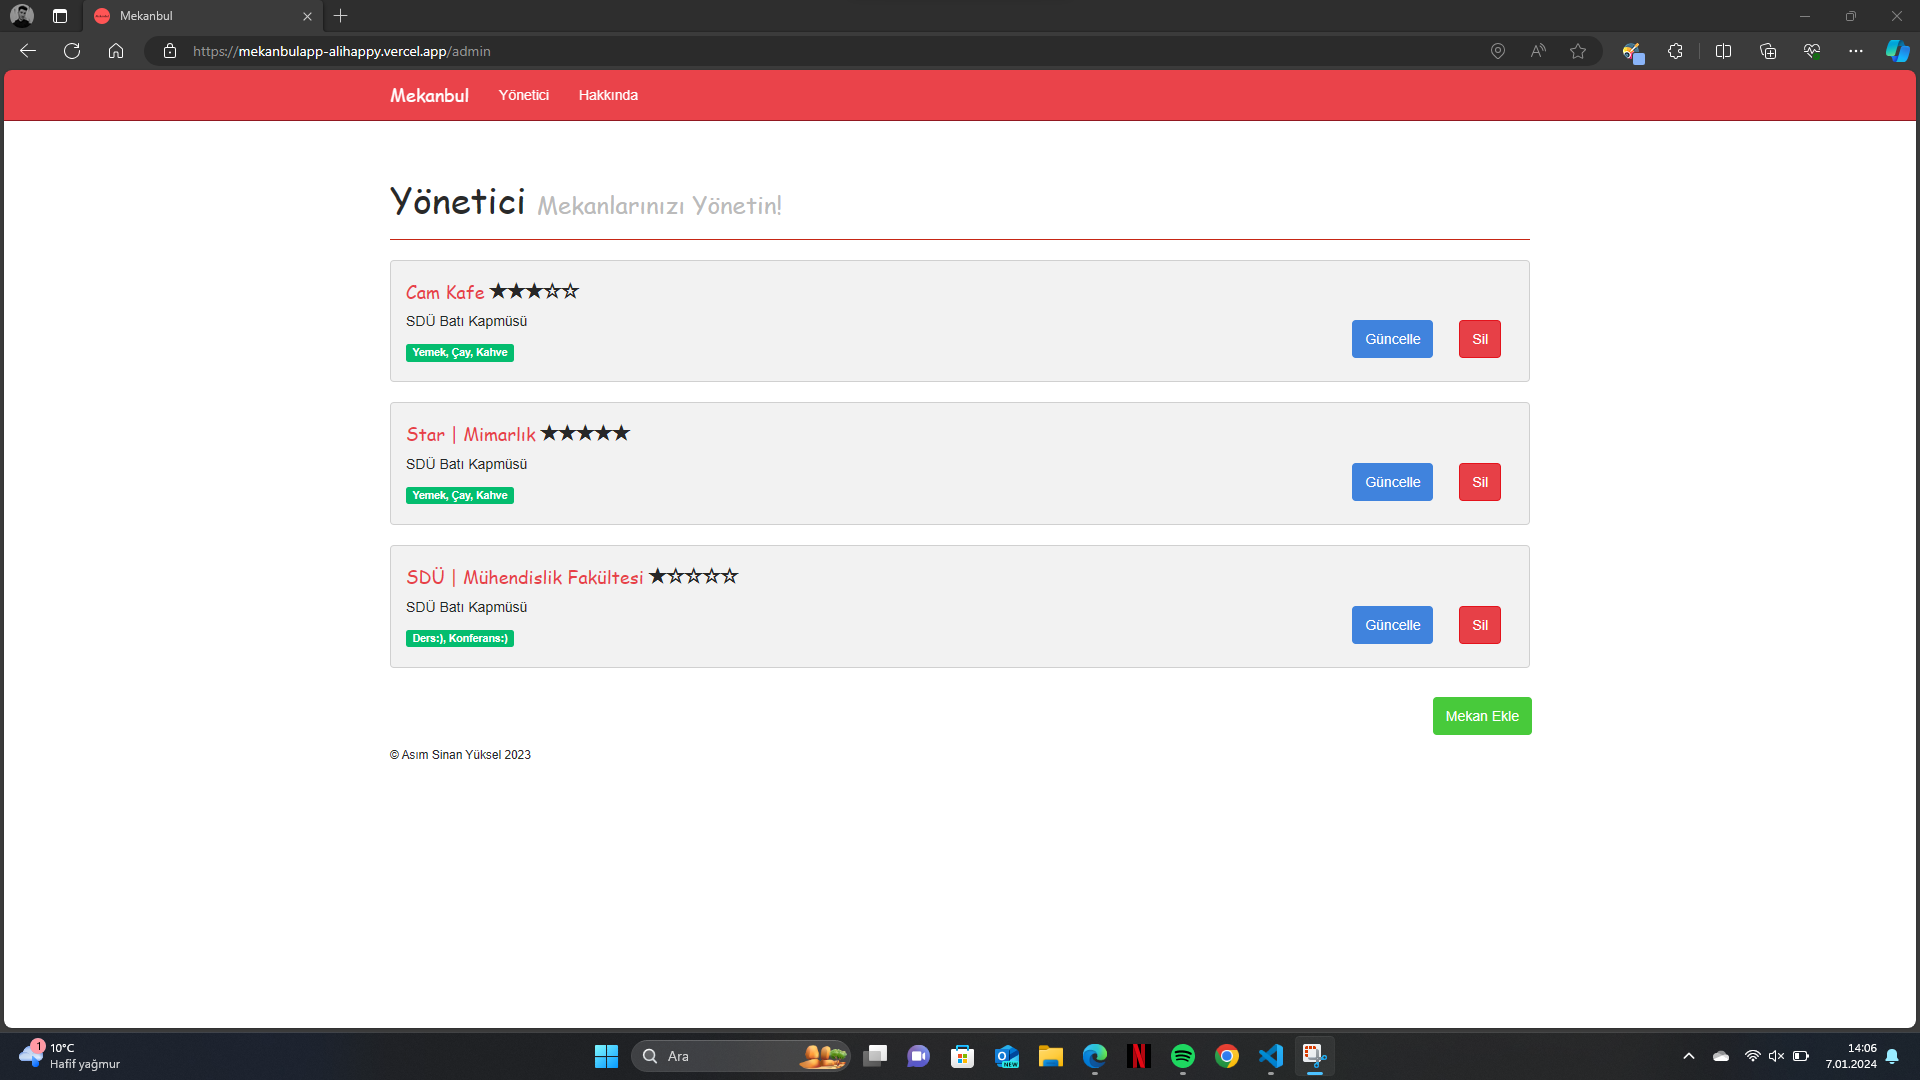 Mekanbul
https://mekanbulapp-alihappy.vercel.app/admin
Mekanbul Yönetici Hakkında
Yönetici Mekanlarınızı Yönetin!
Cam Kafe ★★★☆☆
SDÜ Batı Kapmüsü
Yemek, Çay, Kahve
Güncelle Sil
Star | Mimarlık ★★★★★
SDÜ Batı Kapmüsü
Yemek, Çay, Kahve
Güncelle Sil
SDÜ | Mühendislik Fakültesi ★☆☆☆☆
SDÜ Batı Kapmüsü
Ders:), Konferans:)
Güncelle Sil
Mekan Ekle
© Asım Sinan Yüksel 2023
1
10°C
Hafif yağmur
Ara
NEW
14:06
7.01.2024